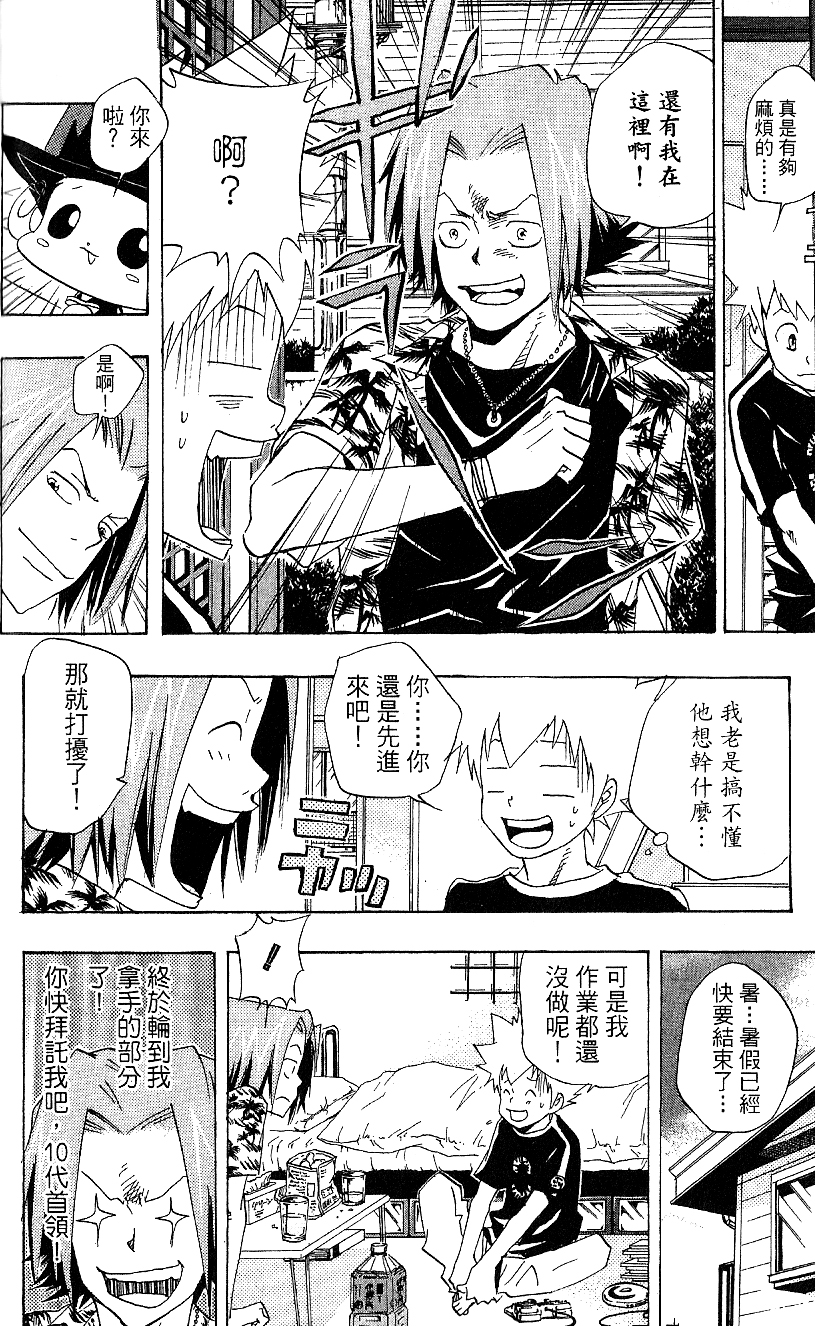 真是有夠
麻煩的……
還有我在
這裡啊！
啊
？
你來
啦？
是啊！
我老是搞不懂
他想幹什麼…
你……你
還是先進
來吧！
那就打擾了！
暑…暑假已經
快要結束了…
可是我
作業都還
沒做呢！
！
終於輪到我
拿手的部分
了！
你快拜託我吧，10代首領！